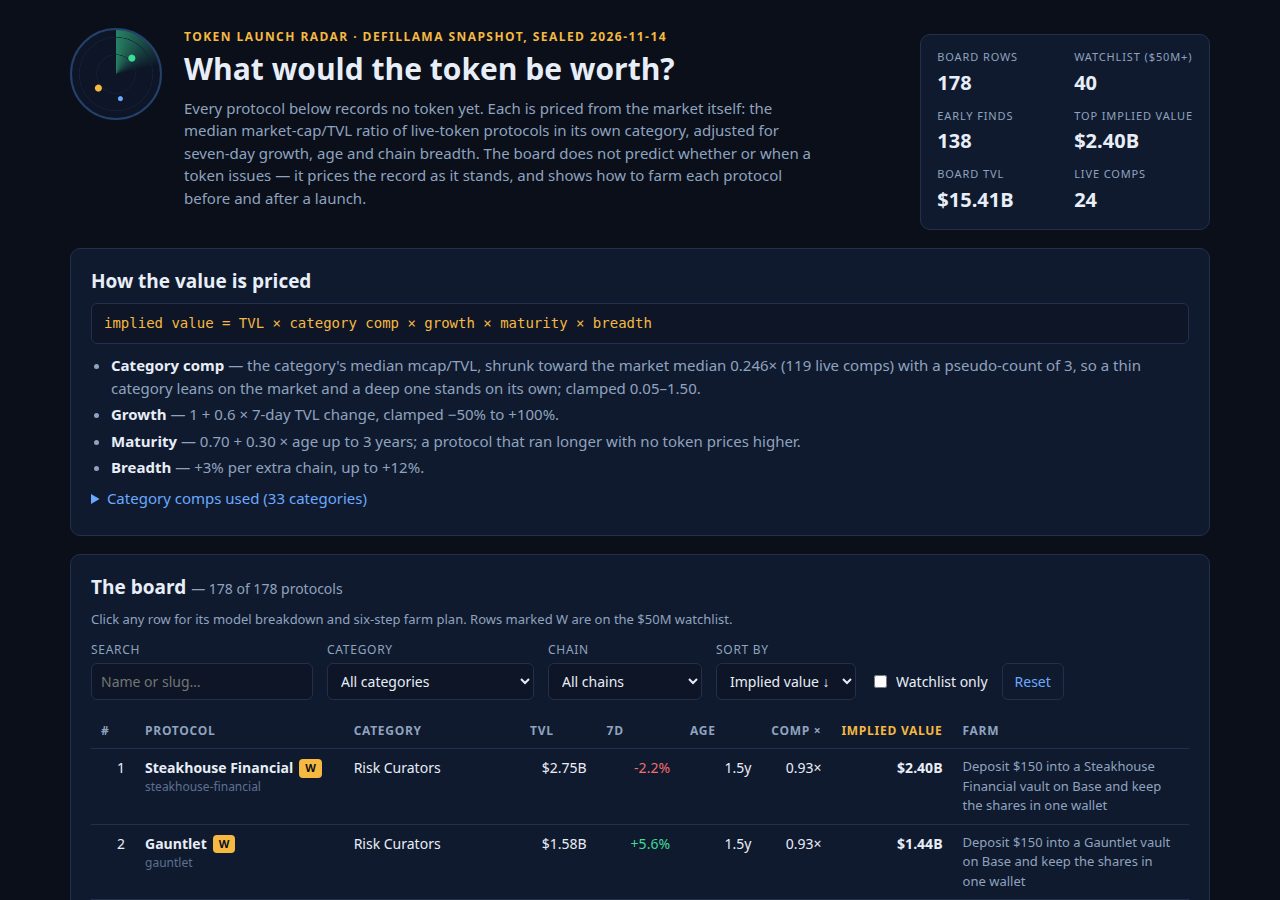 TOKEN LAUNCH RADAR · DEFILLAMA SNAPSHOT, SEALED 2026-11-14
What would the token be worth?
Every protocol below records no token yet. Each is priced from the market itself: the
median market-cap/TVL ratio of live-token protocols in its own category, adjusted for
seven-day growth, age and chain breadth. The board does not predict whether or when a
token issues — it prices the record as it stands, and shows how to farm each protocol
before and after a launch.
BOARD ROWS WATCHLIST ($50M+)
178 40
EARLY FINDS TOP IMPLIED VALUE
138 $2.40B
BOARD TVL LIVE COMPS
$15.41B 24
How the value is priced
implied value = TVL × category comp × growth × maturity × breadth
• Category comp — the category's median mcap/TVL, shrunk toward the market median 0.246× (119 live comps) with a pseudo-count of 3, so a thin
category leans on the market and a deep one stands on its own; clamped 0.05–1.50.
• Growth — 1 + 0.6 × 7-day TVL change, clamped −50% to +100%.
• Maturity — 0.70 + 0.30 × age up to 3 years; a protocol that ran longer with no token prices higher.
• Breadth — +3% per extra chain, up to +12%.
▶ Category comps used (33 categories)
The board — 178 of 178 protocols
Click any row for its model breakdown and six-step farm plan. Rows marked W are on the $50M watchlist.
SEARCH CATEGORY CHAIN SORT BY
Name or slug... All categories All chains Implied value ↓ Watchlist only Reset
# PROTOCOL CATEGORY TVL 7D AGE COMP × IMPLIED VALUE FARM
1 Steakhouse Financial W Risk Curators $2.75B -2.2% 1.5y 0.93× $2.40B Deposit $150 into a Steakhouse
steakhouse-financial Financial vault on Base and keep
the shares in one wallet
2 Gauntlet W Risk Curators $1.58B +5.6% 1.5y 0.93× $1.44B Deposit $150 into a Gauntlet vault
gauntlet on Base and keep the shares in
one wallet